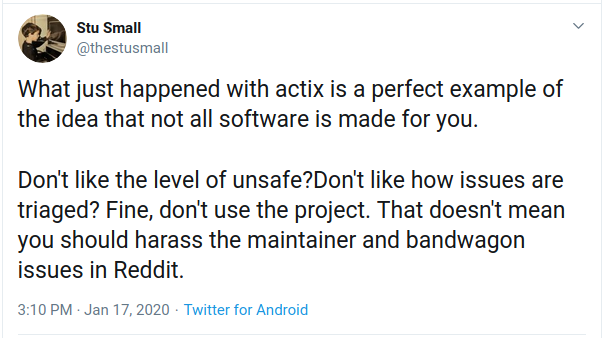 Stu Small
@thestusmall
What just happened with actix is a perfect example of
the idea that not all software is made for you.
Don't like the level of unsafe?Don't like how issues are
triaged? Fine, don't use the project. That doesn't mean
you should harass the maintainer and bandwagon
issues in Reddit.
3:10 PM · Jan 17, 2020 · Twitter for Android